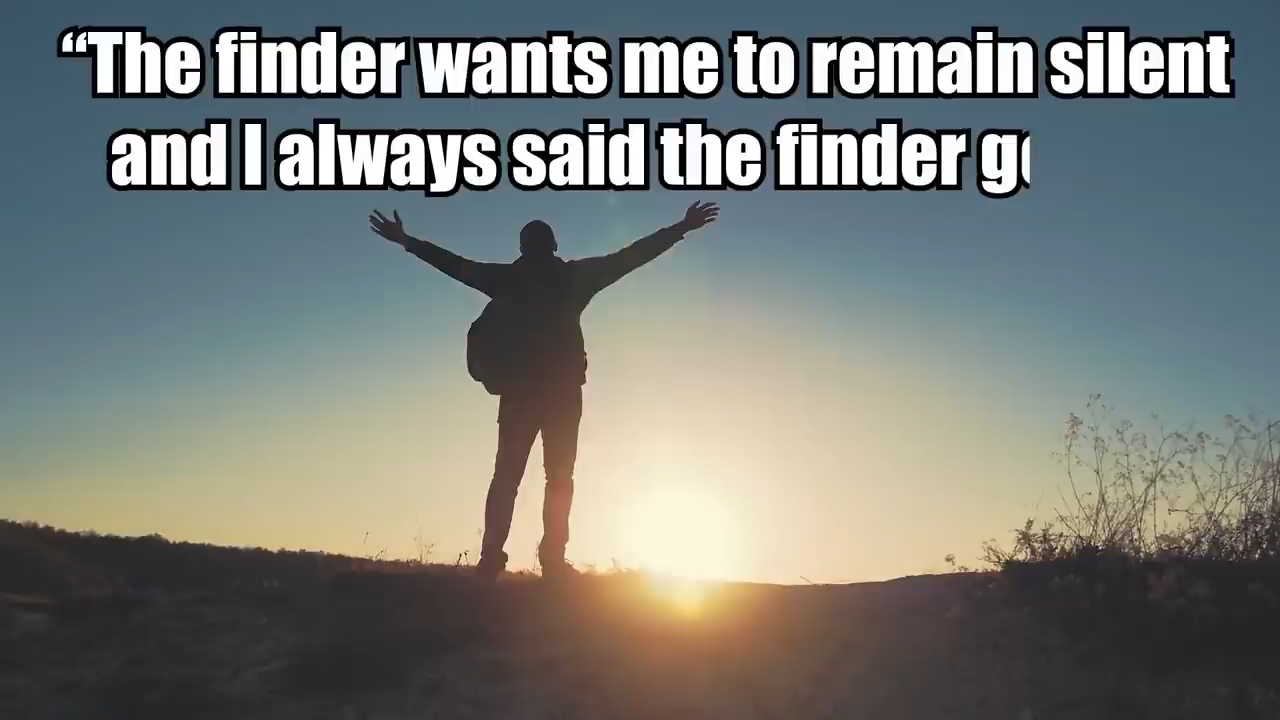 “The finder wants me to remain silent
and I always said the finder